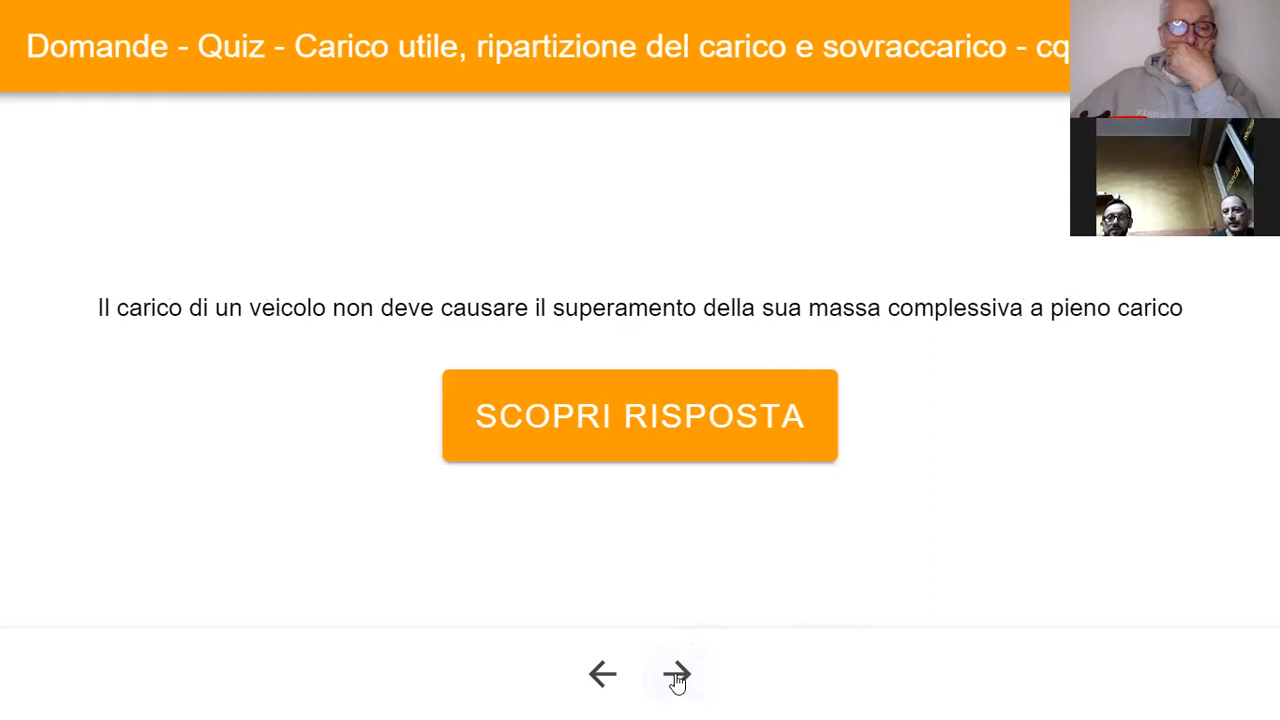 Domande - Quiz - Carico utile, ripartizione del carico e sovraccarico - cq
Il carico di un veicolo non deve causare il superamento della sua massa complessiva a pieno carico
SCOPRI RISPOSTA